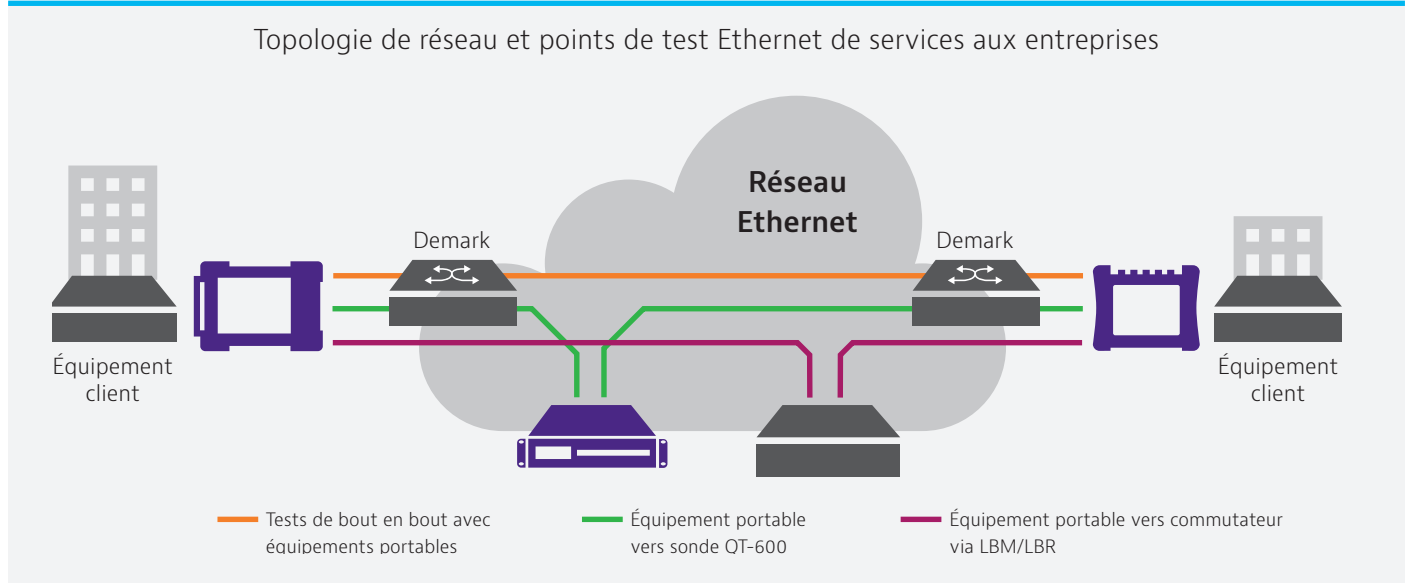 Topologie de réseau et points de test Ethernet de services aux entreprises
Réseau
Ethernet
Demark
Demark
Équipement
client
Équipement
client
Tests de bout en bout avec
équipements portables
Équipement portable
vers sonde QT-600
Équipement portable vers commutateur
via LBM/LBR